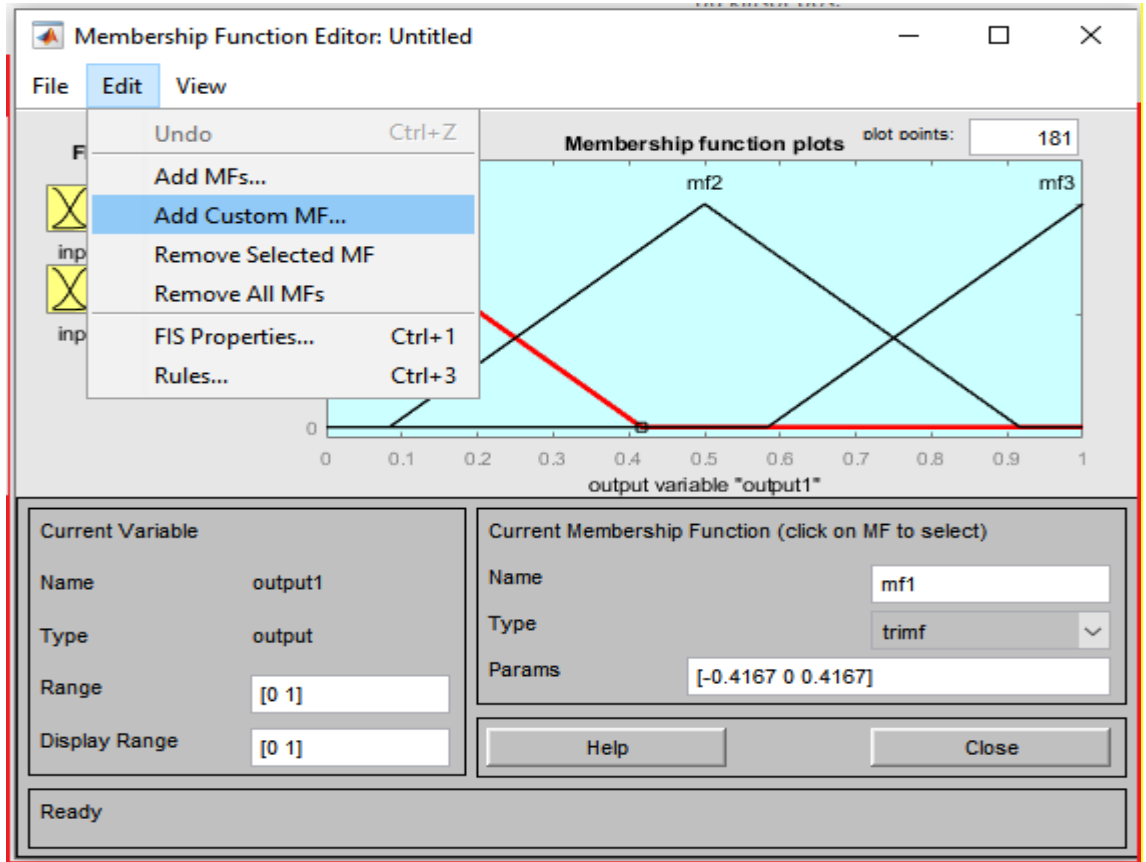 Membership Function Editor: Untitled
File Edit View
Undo Ctrl+Z
Add MFs...
Add Custom MF...
Remove Selected MF
Remove All MFs
FIS Properties... Ctrl+1
Rules... Ctrl+3
Membership function plots plot points: 181
mf2 mf3
0
0 0.1 0.2 0.3 0.4 0.5 0.6 0.7 0.8 0.9 1
output variable "output1"
Current Variable
Name output1
Type output
Range [0 1]
Display Range [0 1]
Current Membership Function (click on MF to select)
Name mf1
Type trimf
Params [-0.4167 0 0.4167]
Help Close
Ready